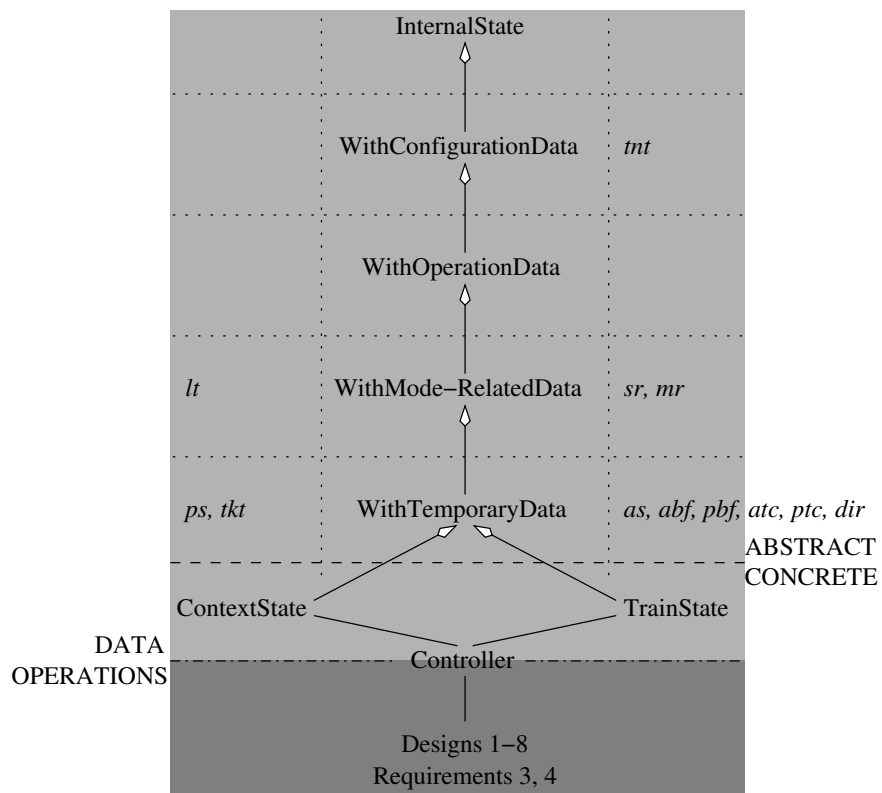 InternalState
WithConfigurationData
tnt
WithOperationData
lt
WithMode−RelatedData
sr, mr
ps, tkt
WithTemporaryData
as, abf, pbf, atc, ptc, dir
ABSTRACT
CONCRETE
ContextState
TrainState
DATA
OPERATIONS
Controller
Designs 1−8
Requirements 3, 4